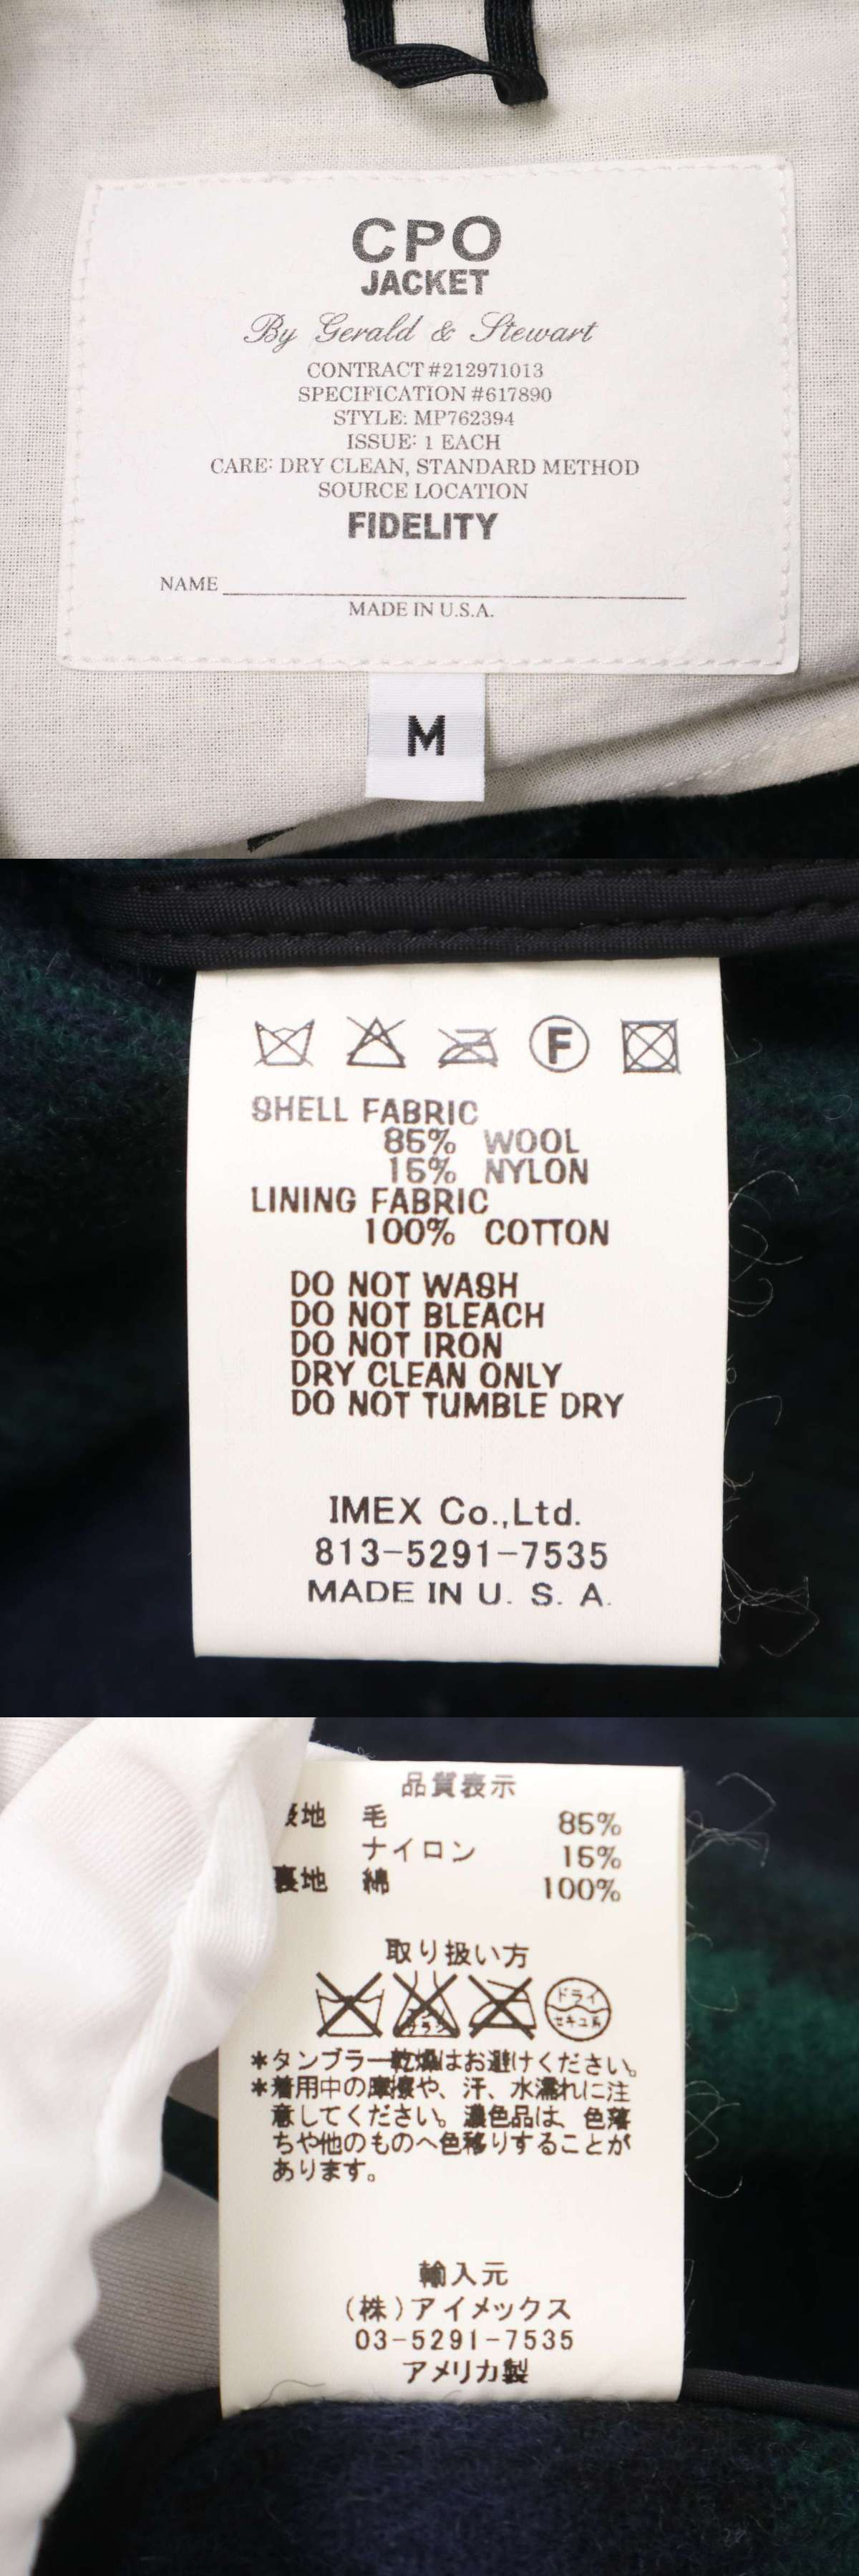 CPO
JACKET
By Gerald & Stewart
CONTRACT #212971013
SPECIFICATION #617890
STYLE: MP762394
ISSUE: 1 EACH
CARE: DRY CLEAN, STANDARD METHOD
SOURCE LOCATION
FIDELITY
NAME
MADE IN U.S.A.
M
F
SHELL FABRIC
85% WOOL
15% NYLON
LINING FABRIC
100% COTTON
DO NOT WASH
DO NOT BLEACH
DO NOT IRON
DRY CLEAN ONLY
DO NOT TUMBLE DRY
IMEX Co.,Ltd.
813-5291-7535
MADE IN U. S. A.
品質表示
表地 毛 85%
ナイロン 15%
裏地 綿 100%
取り扱い方
ドライ
セキユ系
*タンブラー乾燥はお避けください。
*着用中の摩擦や、汗、水濡れに注
意してください。濃色品は、色落
ちや他のものへ色移りすることが
あります。
輸入元
(株)アイメックス
03-5291-7535
アメリカ製